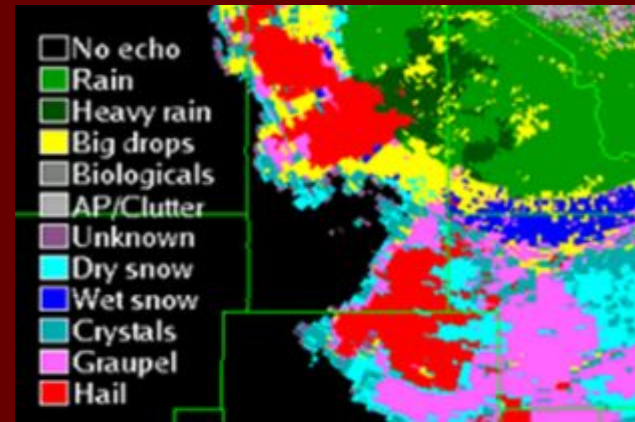 No echo
Rain
Heavy rain
Big drops
Biologicals
AP/Clutter
Unknown
Dry snow
Wet snow
Crystals
Graupel
Hail